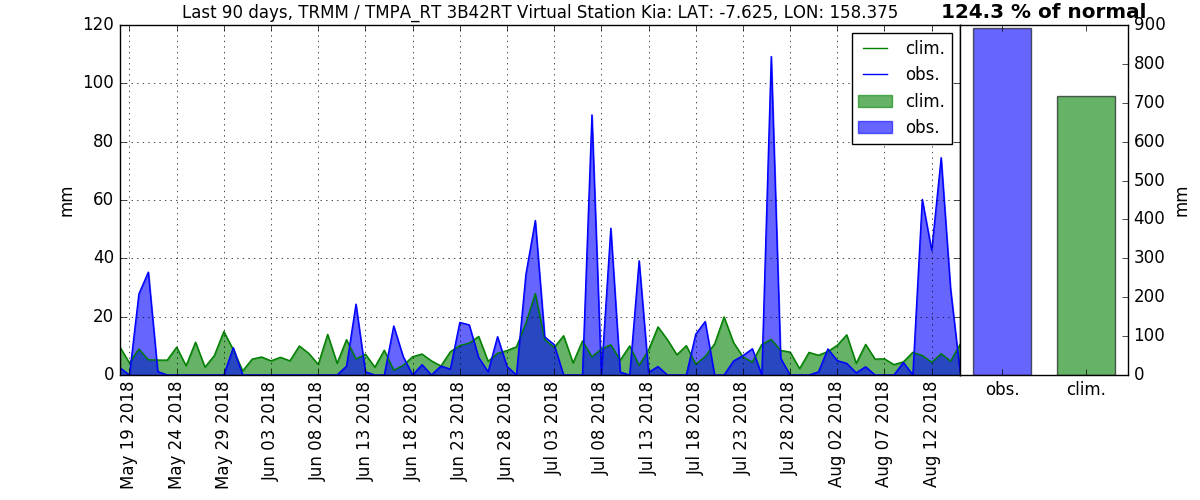 Last 90 days, TRMM / TMPA_RT 3B42RT Virtual Station Kia: LAT: -7.625, LON: 158.375
124.3 % of normal
mm
120
100
80
60
40
20
0
clim.
obs.
clim.
obs.
900
800
700
600
500
400
300
200
100
0
mm
obs.
clim.
May 19 2018
May 24 2018
May 29 2018
Jun 03 2018
Jun 08 2018
Jun 13 2018
Jun 18 2018
Jun 23 2018
Jun 28 2018
Jul 03 2018
Jul 08 2018
Jul 13 2018
Jul 18 2018
Jul 23 2018
Jul 28 2018
Aug 02 2018
Aug 07 2018
Aug 12 2018